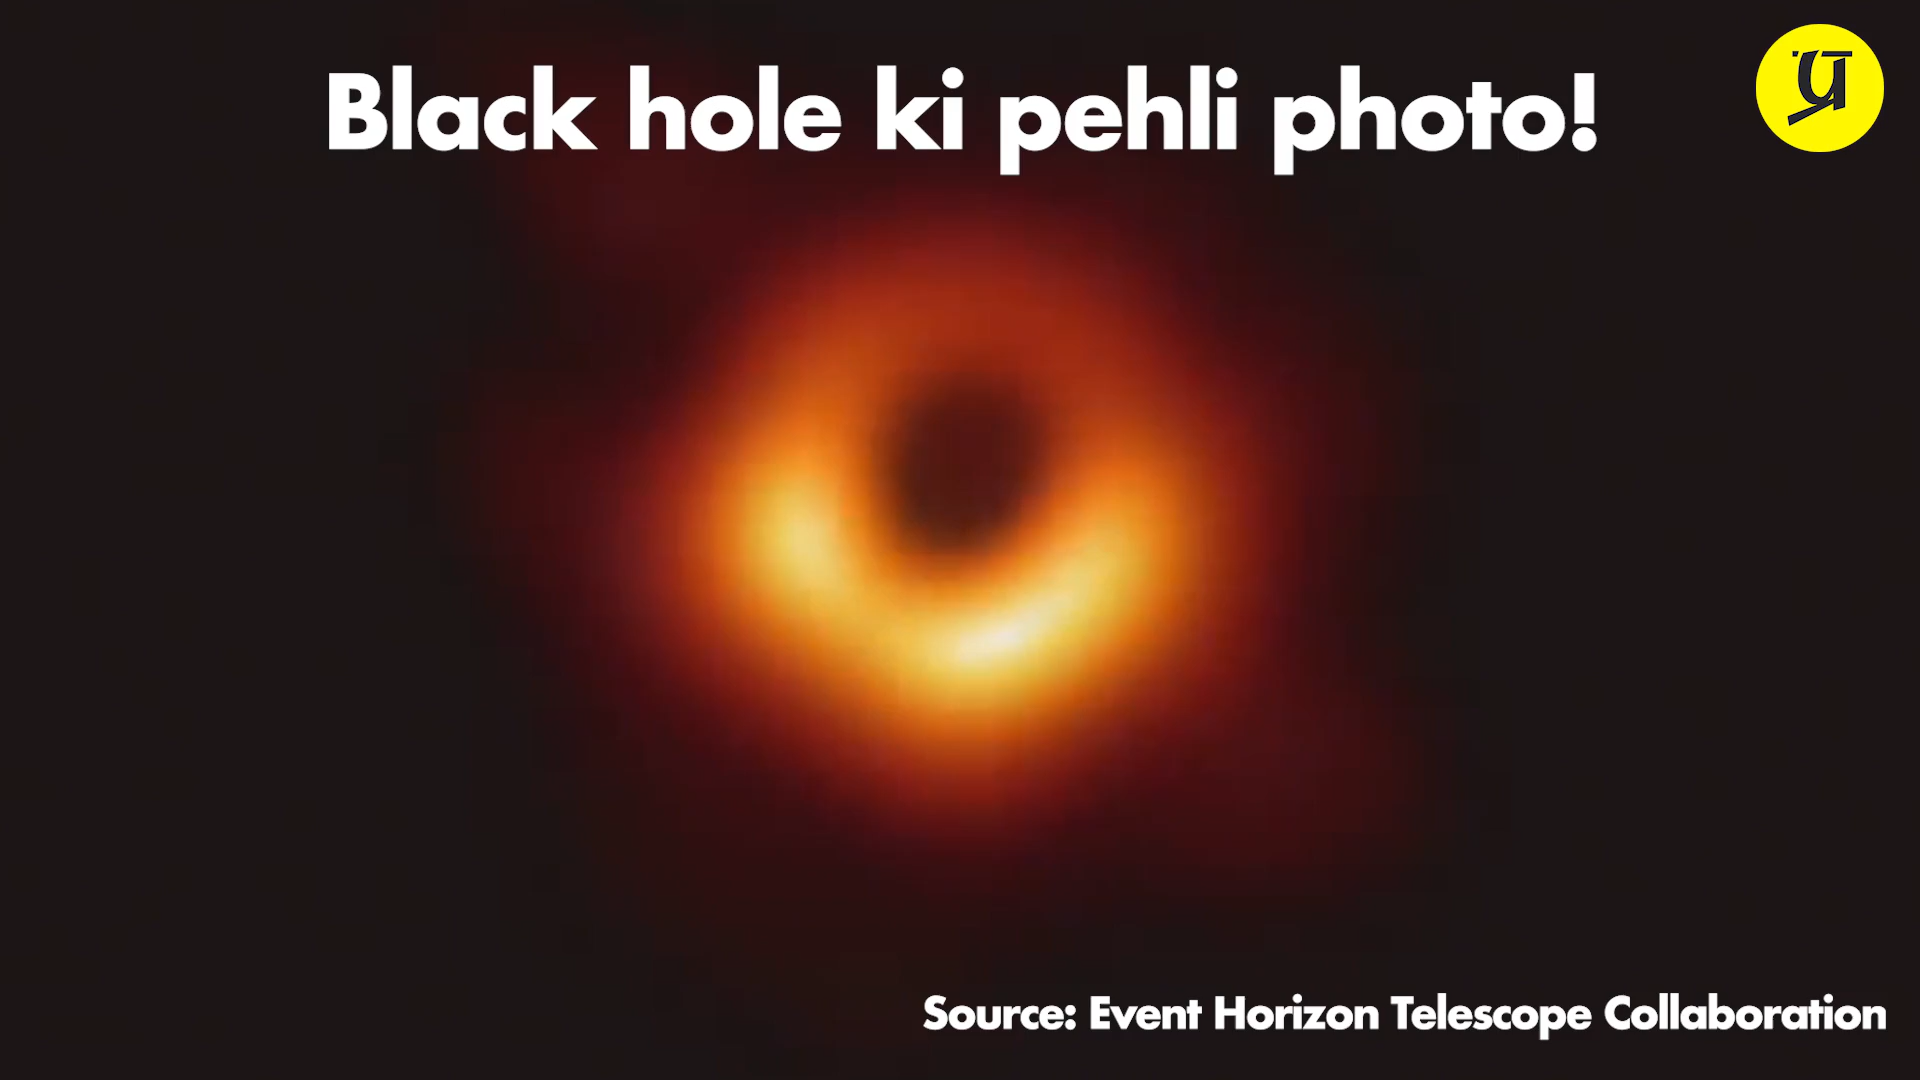 Black hole ki pehli photo!
Source: Event Horizon Telescope Collaboration